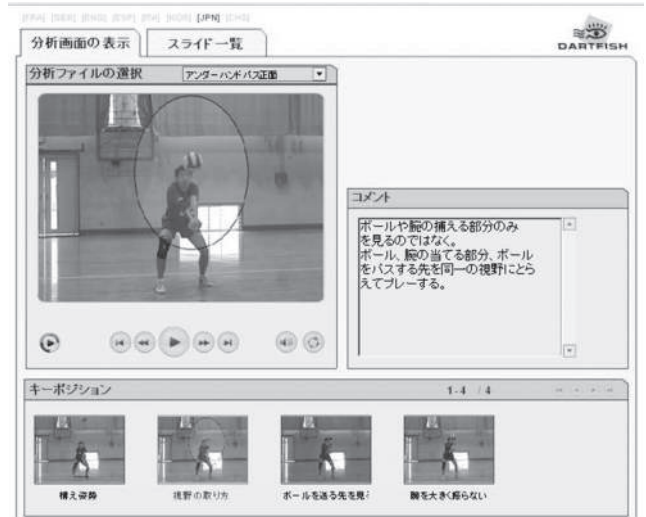 [FRA] [GER] [ENG] [ESP] [ITA] [KOR] [JPN] [CHS]
分析画面の表示
スライド一覧
DARTFISH
分析ファイルの選択
アンダーハンドパス正面
コメント
ボールや腕の捕える部分のみ
を見るのではなく。
ボール、腕の当てる部分、ボール
をパスする先を同一の視野にとら
えてプレーする。
キーポジション
1-4 / 4
構え姿勢
視野の取り方
ボールを送る先を見
腕を大きく振らない